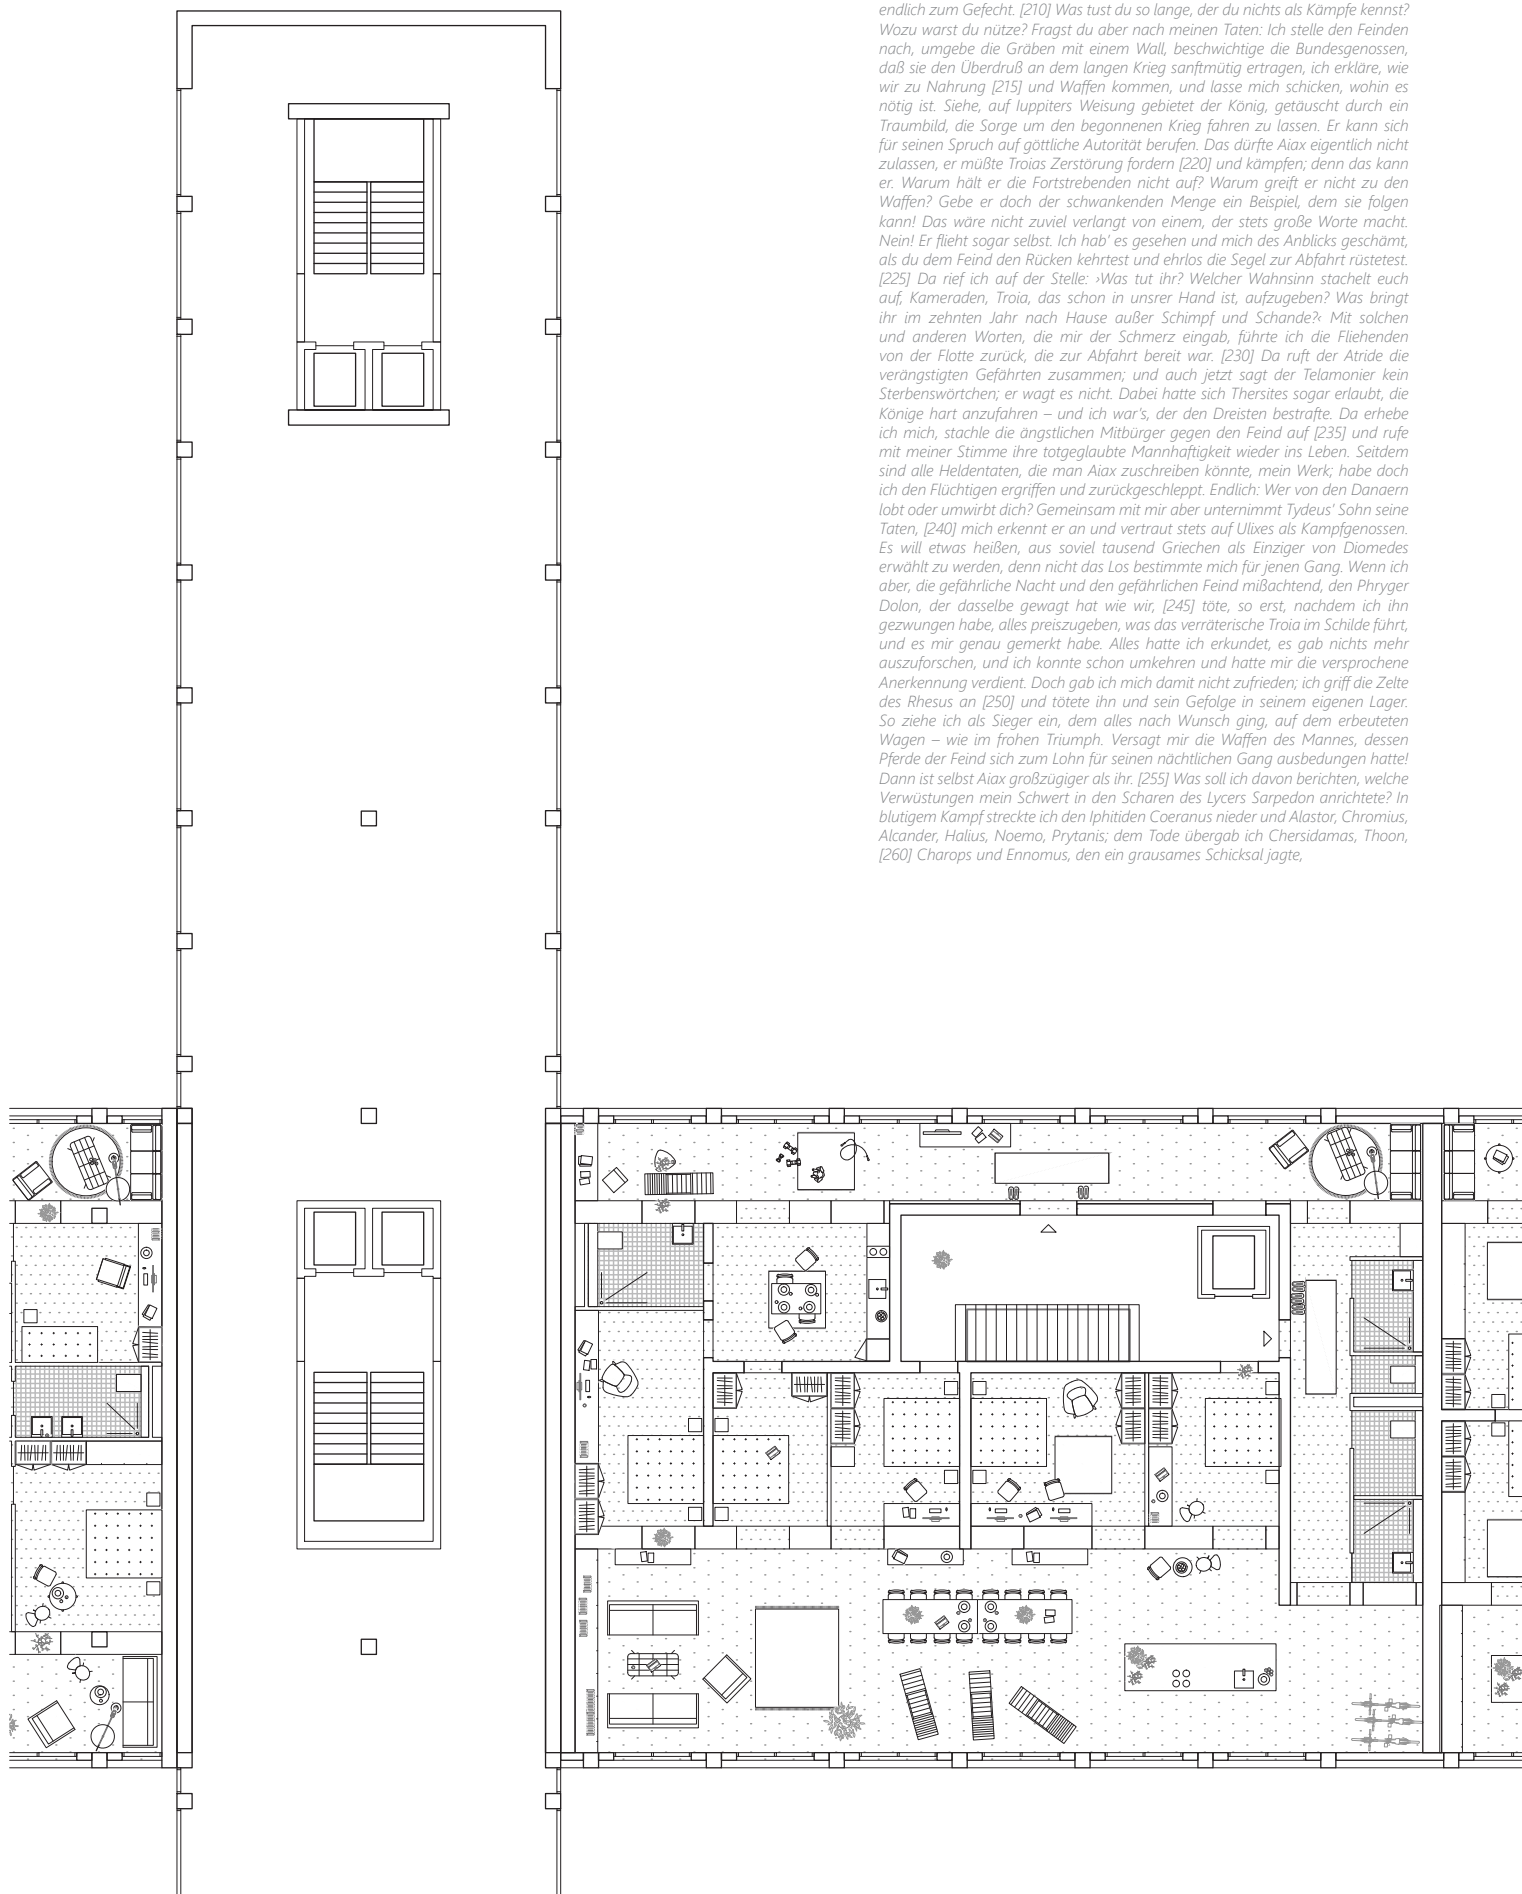 endlich zum Gefecht. [210] Was tust du so lange, der du nichts als Kämpfe kennst?
Wozu warst du nütze? Fragst du aber nach meinen Taten: Ich stelle den Feinden
nach, umgebe die Gräben mit einem Wall, beschwichtige die Bundesgenossen,
daß sie den Überdruß an dem langen Krieg sanftmütig ertragen, ich erkläre, wie
wir zu Nahrung [215] und Waffen kommen, und lasse mich schicken, wohin es
nötig ist. Siehe, auf Iuppiters Weisung gebietet der König, getäuscht durch ein
Traumbild, die Sorge um den begonnenen Krieg fahren zu lassen. Er kann sich
für seinen Spruch auf göttliche Autorität berufen. Das dürfte Aiax eigentlich nicht
zulassen, er müßte Troias Zerstörung fordern [220] und kämpfen; denn das kann
er. Warum hält er die Fortstrebenden nicht auf? Warum greift er nicht zu den
Waffen? Gebe er doch der schwankenden Menge ein Beispiel, dem sie folgen
kann! Das wäre nicht zuviel verlangt von einem, der stets große Worte macht.
Nein! Er flieht sogar selbst. Ich hab' es gesehen und mich des Anblicks geschämt,
als du dem Feind den Rücken kehrtest und ehrlos die Segel zur Abfahrt rüstetest.
[225] Da rief ich auf der Stelle: ›Was tut ihr? Welcher Wahnsinn stachelt euch
auf, Kameraden, Troia, das schon in unsrer Hand ist, aufzugeben? Was bringt
ihr im zehnten Jahr nach Hause außer Schimpf und Schande?‹ Mit solchen
und anderen Worten, die mir der Schmerz eingab, führte ich die Fliehenden
von der Flotte zurück, die zur Abfahrt bereit war. [230] Da ruft der Atride die
verängstigten Gefährten zusammen; und auch jetzt sagt der Telamonier kein
Sterbenswörtchen; er wagt es nicht. Dabei hatte sich Thersites sogar erlaubt, die
Könige hart anzufahren – und ich war's, der den Dreisten bestrafte. Da erhebe
ich mich, stachle die ängstlichen Mitbürger gegen den Feind auf [235] und rufe
mit meiner Stimme ihre totgeglaubte Mannhaftigkeit wieder ins Leben. Seitdem
sind alle Heldentaten, die man Aiax zuschreiben könnte, mein Werk; habe doch
ich den Flüchtigen ergriffen und zurückgeschleppt. Endlich: Wer von den Danaern
lobt oder umwirbt dich? Gemeinsam mit mir aber unternimmt Tydeus' Sohn seine
Taten, [240] mich erkennt er an und vertraut stets auf Ulixes als Kampfgenossen.
Es will etwas heißen, aus soviel tausend Griechen als Einziger von Diomedes
erwählt zu werden, denn nicht das Los bestimmte mich für jenen Gang. Wenn ich
aber, die gefährliche Nacht und den gefährlichen Feind mißachtend, den Phryger
Dolon, der dasselbe gewagt hat wie wir, [245] töte, so erst, nachdem ich ihn
gezwungen habe, alles preiszugeben, was das verräterische Troia im Schilde führt,
und es mir genau gemerkt habe. Alles hatte ich erkundet, es gab nichts mehr
auszuforschen, und ich konnte schon umkehren und hatte mir die versprochene
Anerkennung verdient. Doch gab ich mich damit nicht zufrieden; ich griff die Zelte
des Rhesus an [250] und tötete ihn und sein Gefolge in seinem eigenen Lager.
So ziehe ich als Sieger ein, dem alles nach Wunsch ging, auf dem erbeuteten
Wagen – wie im frohen Triumph. Versagt mir die Waffen des Mannes, dessen
Pferde der Feind sich zum Lohn für seinen nächtlichen Gang ausbedungen hatte!
Dann ist selbst Aiax großzügiger als ihr. [255] Was soll ich davon berichten, welche
Verwüstungen mein Schwert in den Scharen des Lycers Sarpedon anrichtete? In
blutigem Kampf streckte ich den Iphitiden Coeranus nieder und Alastor, Chromius,
Alcander, Halius, Noemo, Prytanis; dem Tode übergab ich Chersidamas, Thoon,
[260] Charops und Ennomus, den ein grausames Schicksal jagte,